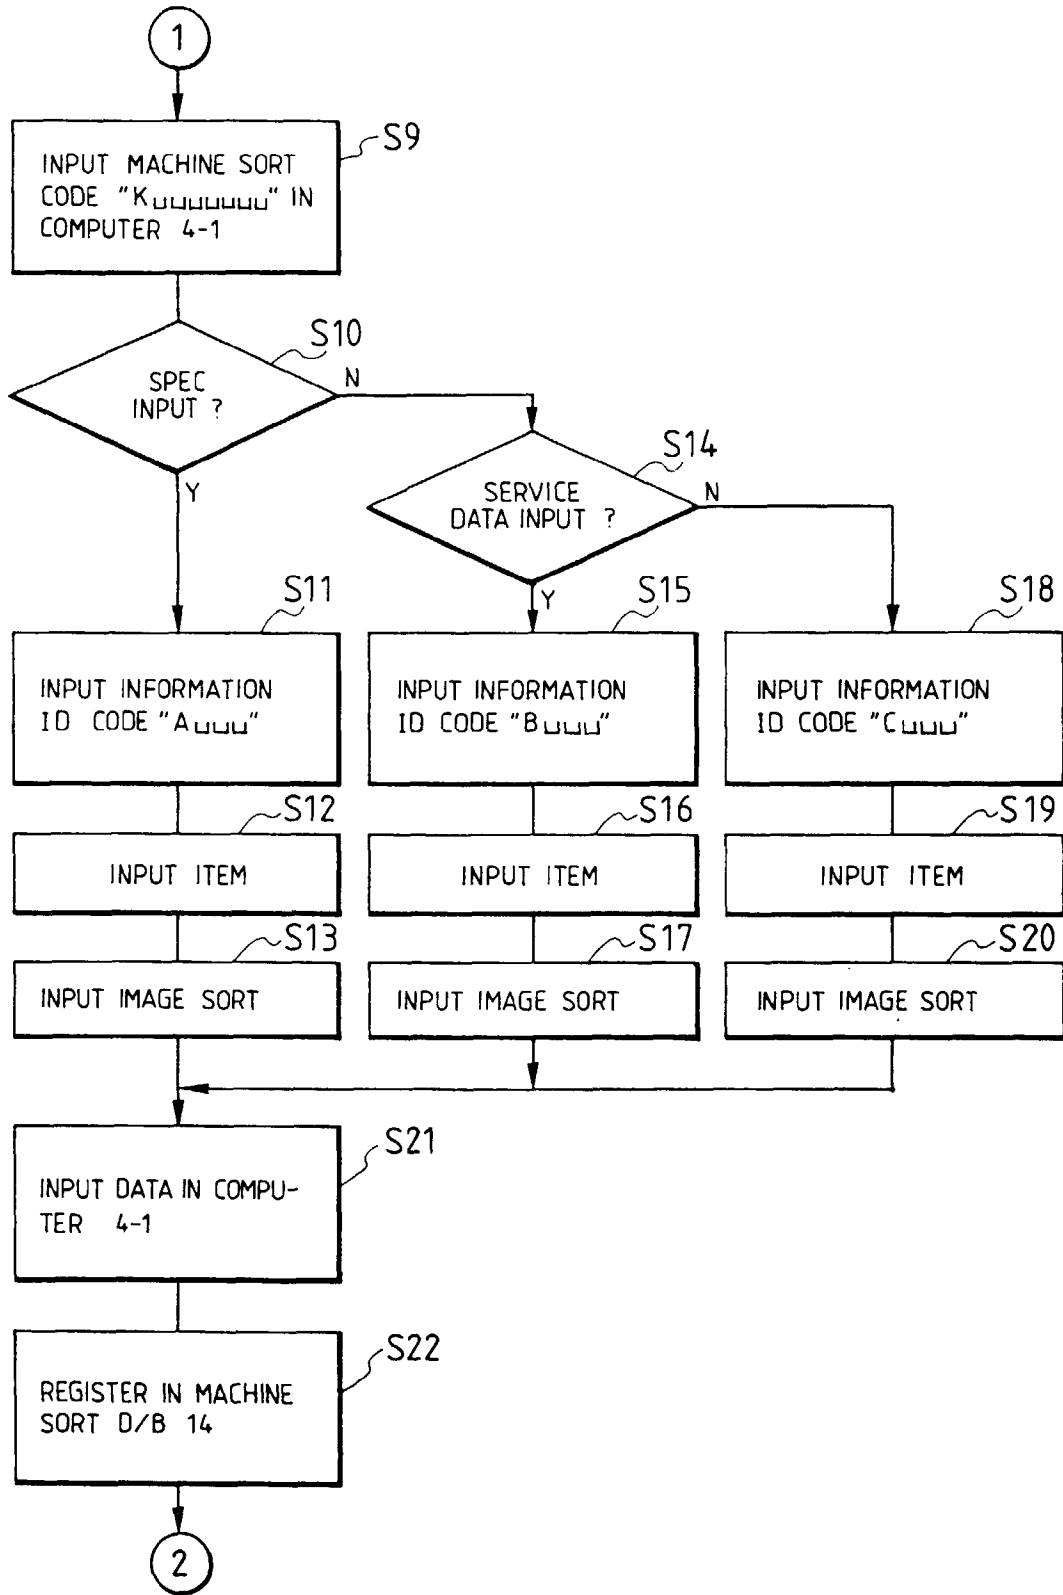 1
S9
INPUT MACHINE SORT
CODE "K␣␣␣␣␣␣␣" IN
COMPUTER 4-1
S10
SPEC
INPUT ?
N
Y
S14
SERVICE
DATA INPUT ?
N
Y
S11
INPUT INFORMATION
ID CODE "A␣␣␣"
S15
INPUT INFORMATION
ID CODE "B␣␣␣"
S18
INPUT INFORMATION
ID CODE "C␣␣␣"
S12
INPUT ITEM
S16
INPUT ITEM
S19
INPUT ITEM
S13
INPUT IMAGE SORT
S17
INPUT IMAGE SORT
S20
INPUT IMAGE SORT
S21
INPUT DATA IN COMPU-
TER 4-1
S22
REGISTER IN MACHINE
SORT D/B 14
2